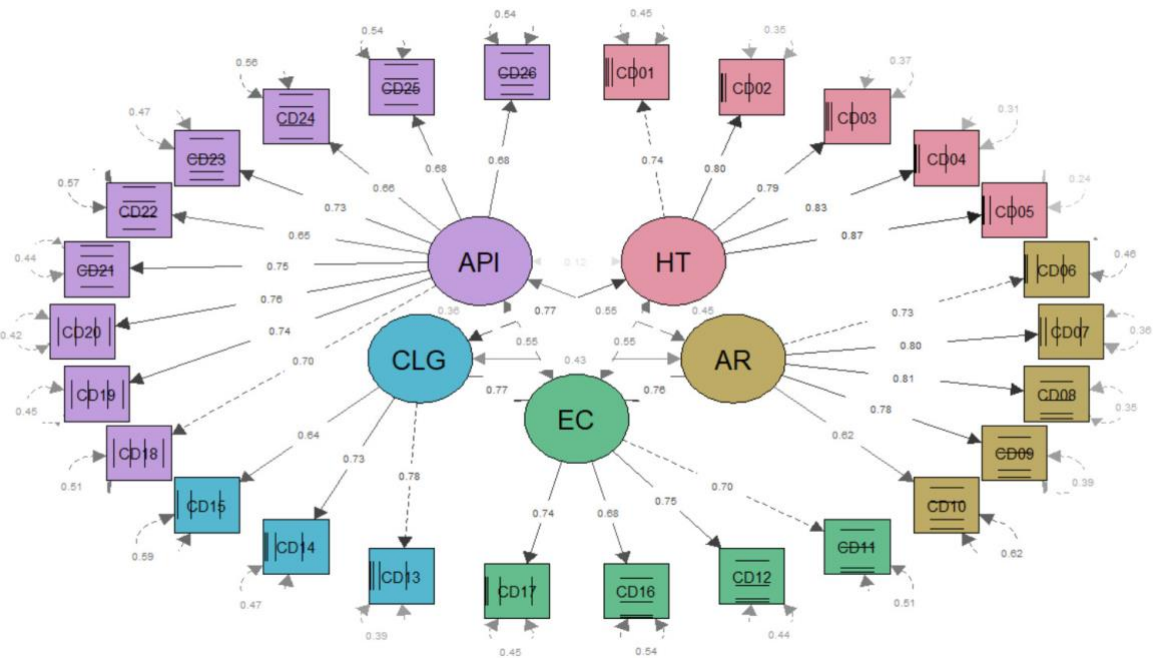 0.54 0.45
0.54 0.35
0.56 CD26 CD01 0.37
CD25 CD02
0.47 CD24 CD03 0.31
CD23 CD04
0.57 0.68 0.68 0.74 0.80 0.24
CD22 0.66 0.79 CD05
0.73 0.83
0.65 0.87
0.44 CD21 0.75 API 0.12 HT CD06 0.46
0.76
CD20 0.36 0.77 0.55 0.45 0.73 CD07 0.36
0.42 0.74
0.55 0.55 0.80
0.70 CLG 0.43 AR
0.45 CD19 0.77 0.76 0.81 CD08 0.35
EC 0.78
0.51 CD18 0.64 0.62 CD09 0.39
0.73 0.78
CD15 0.74 0.68 0.75 0.70 CD10
0.59 CD14 CD11 0.62
CD13 CD17 CD16 CD12
0.47 0.51
0.39 0.45 0.54 0.44